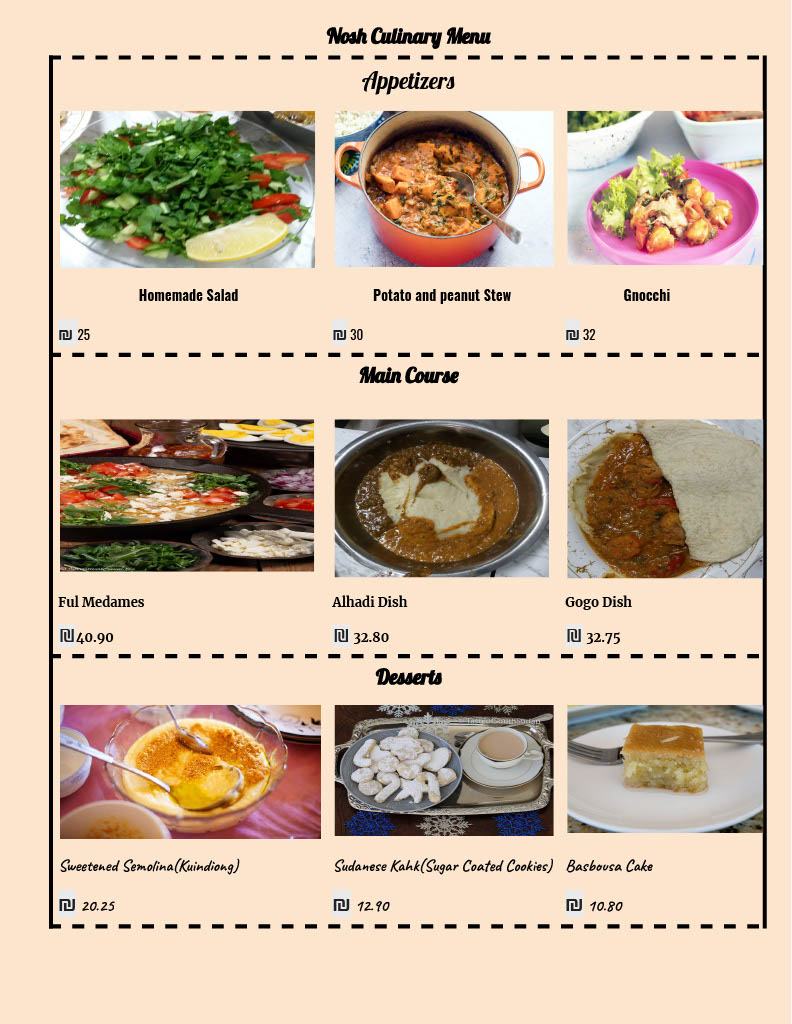 Nosh Culinary Menu
Appetizers
Homemade Salad
Potato and peanut Stew
Gnocchi
₪ 25
₪ 30
₪ 32
Main Course
Ful Medames
Alhadi Dish
Gogo Dish
₪ 40.90
₪ 32.80
₪ 32.75
Desserts
Sweetened Semolina(Kuindiong)
Sudanese Kahk(Sugar Coated Cookies)
Basbousa Cake
₪ 20.25
₪ 12.90
₪ 10.80